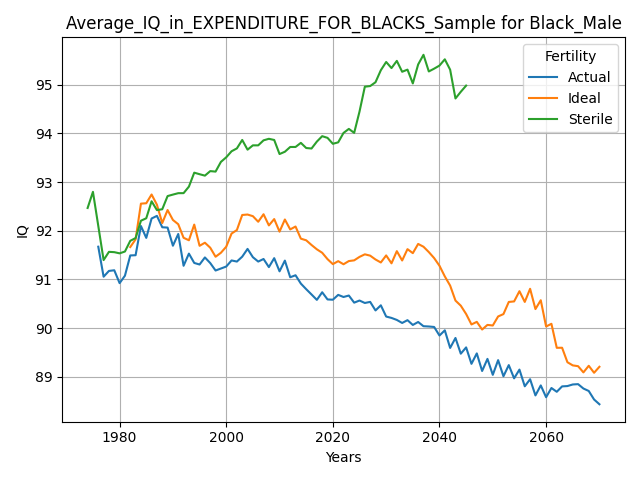 Average_IQ_in_EXPENDITURE_FOR_BLACKS_Sample for Black_Male
Fertility
Actual
Ideal
Sterile
IQ
95
94
93
92
91
90
89
1980 2000 2020 2040 2060
Years